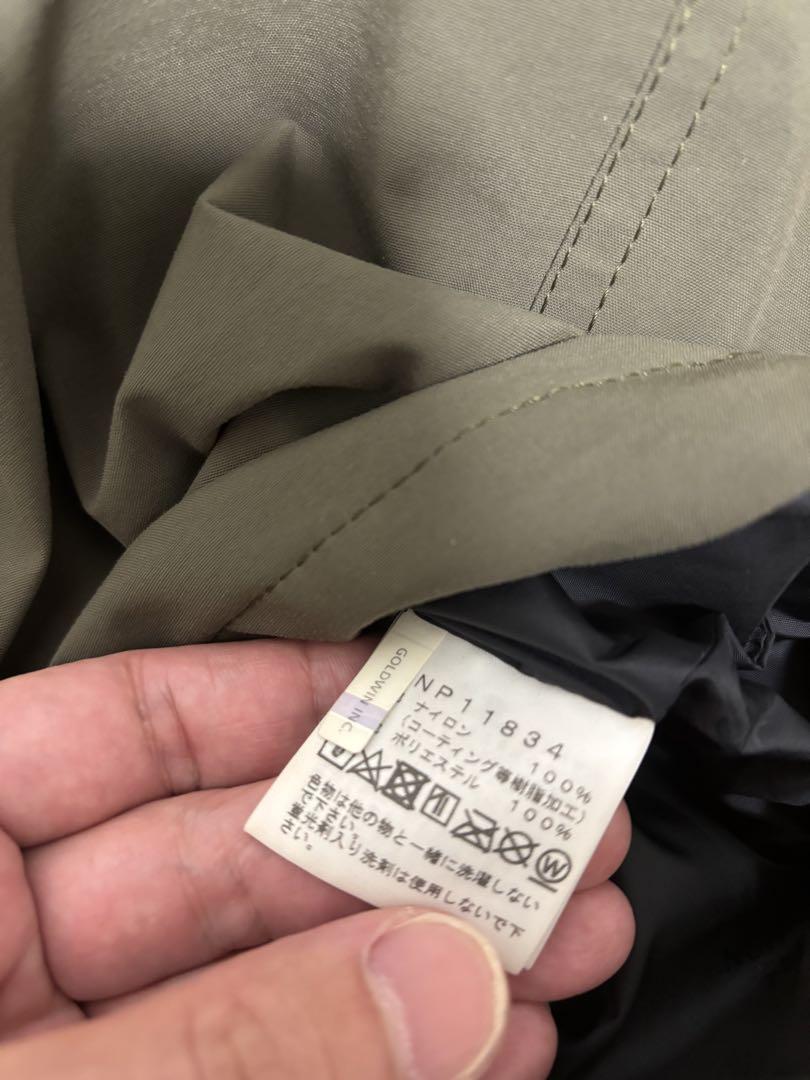 GOLDWIN INC.
NP11834
ナイロン 100%
(コーティング等樹脂加工)
ポリエステル 100%
W
色物は他の物と一緒に洗濯しない
で下さい。
蛍光剤入り洗剤は使用しないで下
さい。